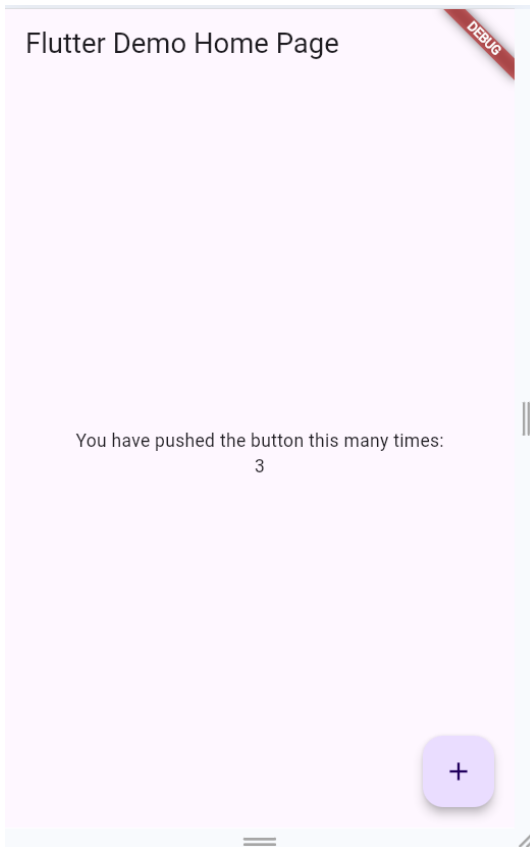 Flutter Demo Home Page
DEBUG
You have pushed the button this many times:
3
+